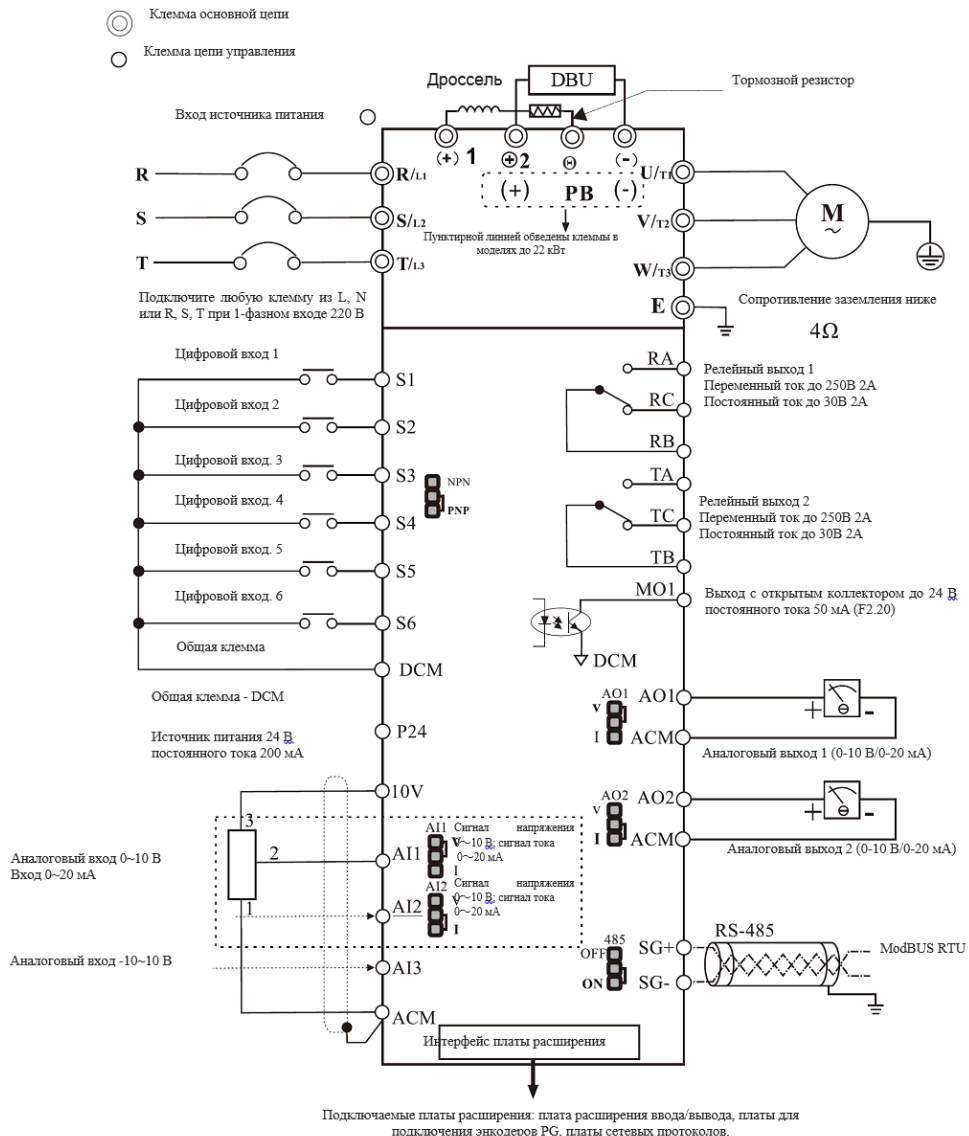 Клемма основной цепи
Клемма цепи управления
Дроссель
DBU
Тормозной резистор
Вход источника питания
(+) 1
⊕2
Θ
(-)
R
R/L1
S
S/L2
T
T/L3
(+) PB (-)
Пунктирной линией обведены клеммы в
моделях до 22 кВт
U/T1
V/T2
W/T3
M
~
E
Подключите любую клемму из L, N
или R, S, T при 1-фазном входе 220 В
Сопротивление заземления ниже
4Ω
Цифровой вход 1
S1
Цифровой вход 2
S2
Цифровой вход. 3
S3
Цифровой вход. 4
S4
Цифровой вход. 5
S5
Цифровой вход. 6
S6
Общая клемма
DCM
Общая клемма - DCM
NPN
PNP
Источник питания 24 В
постоянного тока 200 мА
P24
RA
RC
RB
Релейный выход 1
Переменный ток до 250В 2А
Постоянный ток до 30В 2А
TA
TC
TB
Релейный выход 2
Переменный ток до 250В 2А
Постоянный ток до 30В 2А
MO1
Выход с открытым коллектором до 24 В
постоянного тока 50 мА (F2.20)
DCM
AO1
V
I
AO1
ACM
+ -
Аналоговый выход 1 (0-10 В/0-20 мА)
AO2
V
I
AO2
ACM
+ -
Аналоговый выход 2 (0-10 В/0-20 мА)
10V
3
2
1
Аналоговый вход 0~10 В
Вход 0~20 мА
AI1
AI1
V
I
Сигнал напряжения
0~10 В; сигнал тока
0~20 мА
AI2
AI2
V
I
Сигнал напряжения
0~10 В; сигнал тока
0~20 мА
Аналоговый вход -10~10 В
AI3
ACM
485
OFF
ON
SG+
SG-
RS-485
ModBUS RTU
Интерфейс платы расширения
Подключаемые платы расширения: плата расширения ввода/вывода, платы для
подключения энкодеров PG, платы сетевых протоколов.